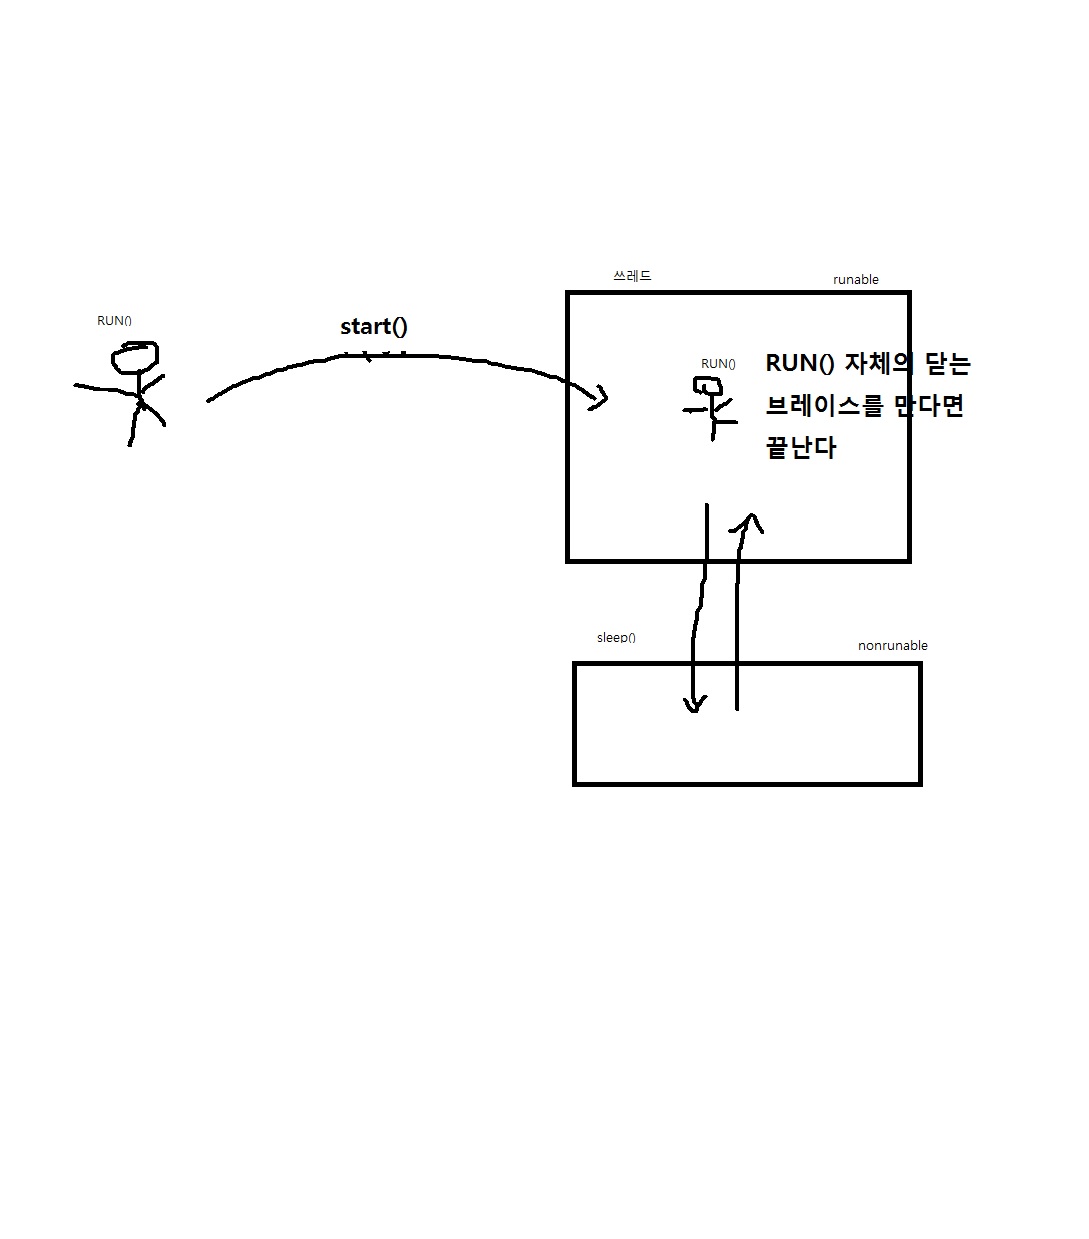 쓰레드
runable
RUN()
start()
RUN()
RUN() 자체의 닫는
브레이스를 만다면
끝난다
sleep()
nonrunable